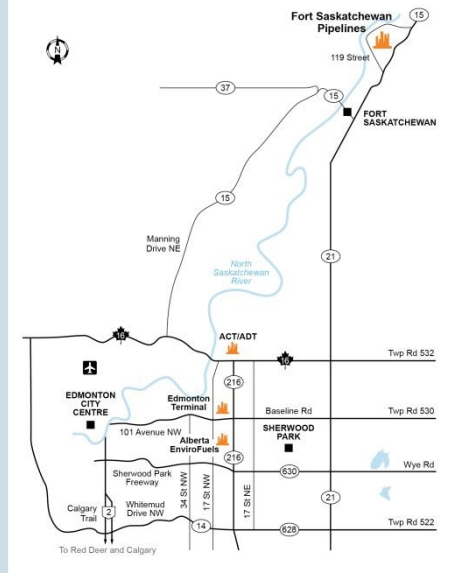 Fort Saskatchewan
Pipelines
15
N
119 Street
37
15
FORT
SASKATCHEWAN
15
Manning
Drive NE
21
North
Saskatchewan
River
16
ACT/ADT
16
Twp Rd 532
216
EDMONTON
CITY
CENTRE
Edmonton
Terminal
Baseline Rd
Twp Rd 530
101 Avenue NW
SHERWOOD
PARK
Alberta
EnviroFuels
216
Wye Rd
630
Sherwood Park
Freeway
34 St NW
17 St NW
17 St NE
21
Calgary
Trail
2
Whitemud
Drive NW
14
628
Twp Rd 522
To Red Deer and Calgary